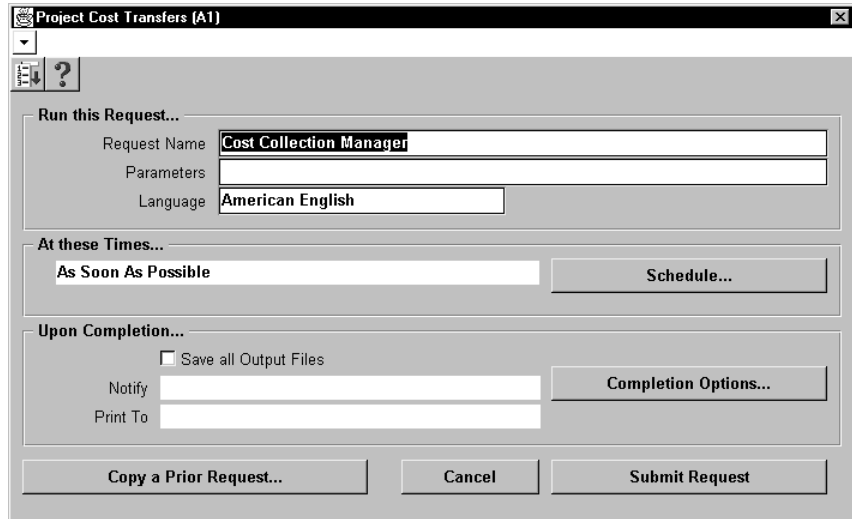 Project Cost Transfers (A1)
?
Run this Request...
Request Name Cost Collection Manager
Parameters
Language American English
At these Times...
As Soon As Possible Schedule...
Upon Completion...
Save all Output Files
Notify Completion Options...
Print To
Copy a Prior Request... Cancel Submit Request